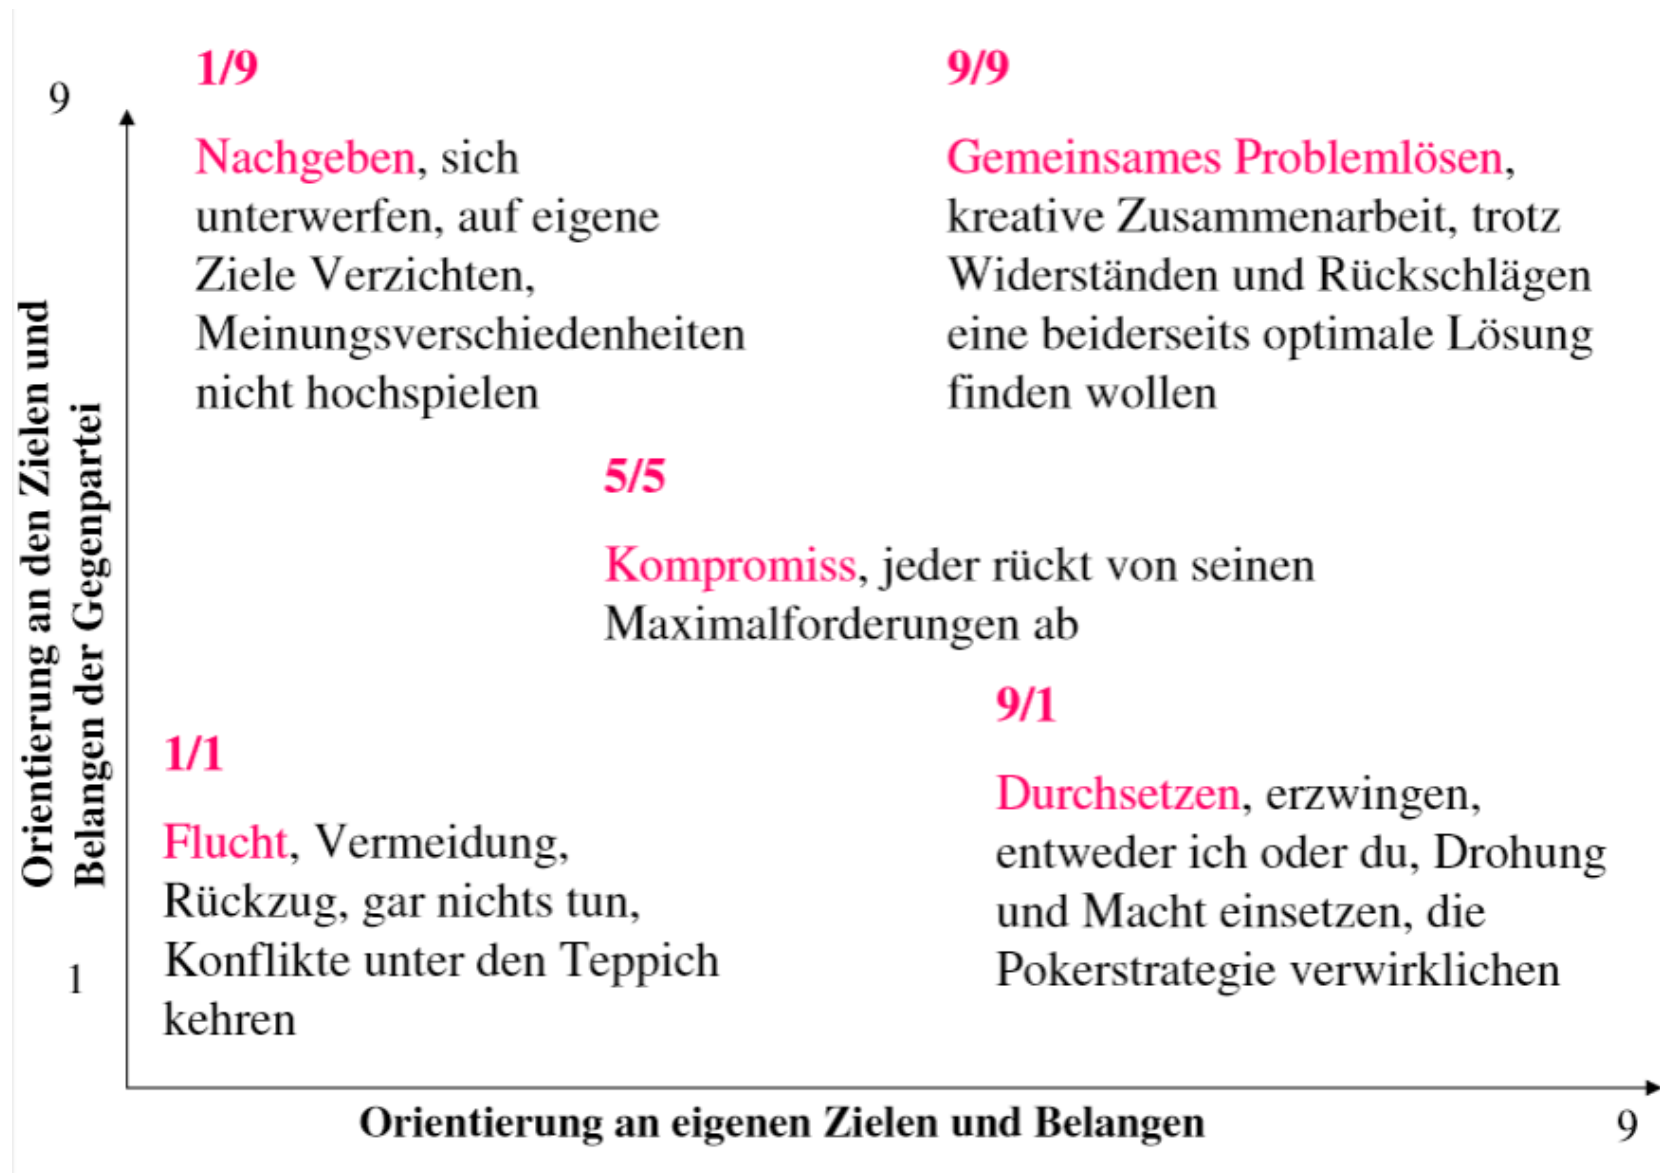 9
Orientierung an den Zielen und
Belangen der Gegenpartei
1
1/9
Nachgeben, sich
unterwerfen, auf eigene
Ziele Verzichten,
Meinungsverschiedenheiten
nicht hochspielen
9/9
Gemeinsames Problemlösen,
kreative Zusammenarbeit, trotz
Widerständen und Rückschlägen
eine beiderseits optimale Lösung
finden wollen
5/5
Kompromiss, jeder rückt von seinen
Maximalforderungen ab
1/1
Flucht, Vermeidung,
Rückzug, gar nichts tun,
Konflikte unter den Teppich
kehren
9/1
Durchsetzen, erzwingen,
entweder ich oder du, Drohung
und Macht einsetzen, die
Pokerstrategie verwirklichen
Orientierung an eigenen Zielen und Belangen
9